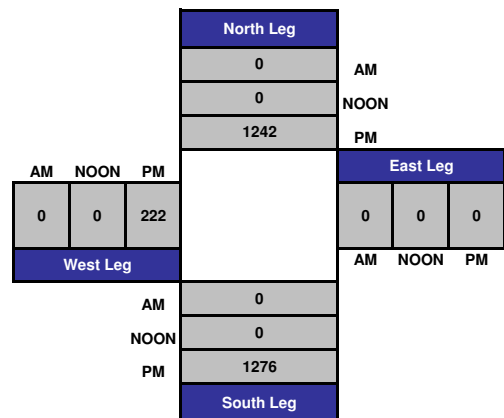 North Leg
0 AM
0 NOON
1242 PM
AM NOON PM
East Leg
0 0 222
0 0 0
West Leg
AM NOON PM
AM 0
NOON 0
PM 1276
South Leg